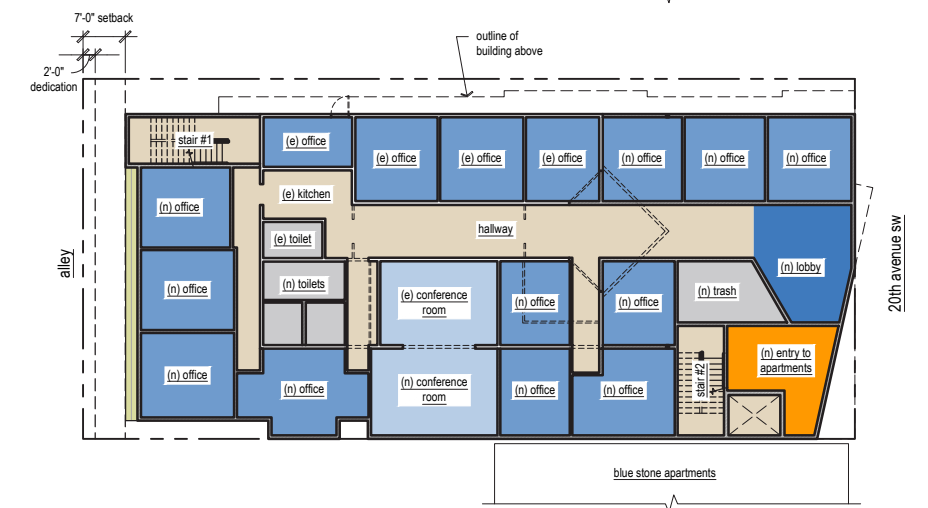 7'-0" setback
2'-0"
dedication
outline of
building above
stair #1
(e) office
(e) office
(e) office
(e) office
(n) office
(n) office
(n) office
(e) kitchen
(n) office
(e) toilet
hallway
alley
(n) lobby
20th avenue sw
(n) office
(n) toilets
(e) conference
room
(n) office
(n) office
(n) trash
(n) office
(n) office
(n) conference
room
(n) office
(n) office
stair #2
(n) entry to
apartments
blue stone apartments